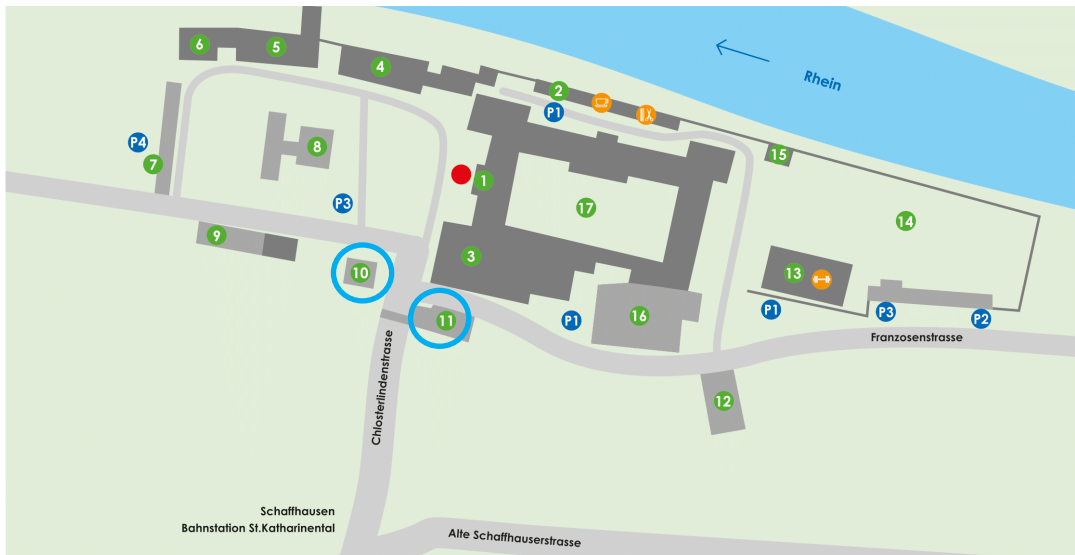 6
5
4
2
P1
Rhein
P4
7
8
1
15
17
14
P3
9
3
10
13
11
P1
16
P1
P3
P2
Franzosenstrasse
12
Chlosterlindenstrasse
Schaffhausen
Bahnstation St.Katharinental
Alte Schaffhauserstrasse